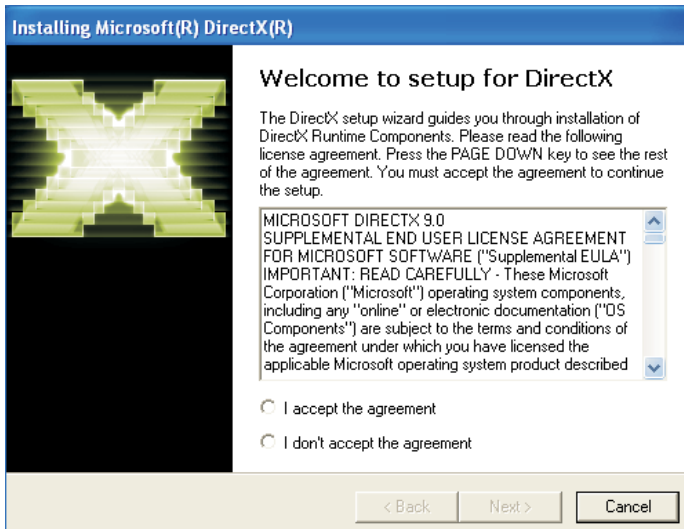 Installing Microsoft(R) DirectX(R)
Welcome to setup for DirectX
The DirectX setup wizard guides you through installation of
DirectX Runtime Components. Please read the following
license agreement. Press the PAGE DOWN key to see the rest
of the agreement. You must accept the agreement to continue
the setup.
MICROSOFT DIRECTX 9.0
SUPPLEMENTAL END USER LICENSE AGREEMENT
FOR MICROSOFT SOFTWARE ("Supplemental EULA")
IMPORTANT: READ CAREFULLY - These Microsoft
Corporation ("Microsoft") operating system components,
including any "online" or electronic documentation ("OS
Components") are subject to the terms and conditions of
the agreement under which you have licensed the
applicable Microsoft operating system product described
I accept the agreement
I don't accept the agreement
< Back Next > Cancel